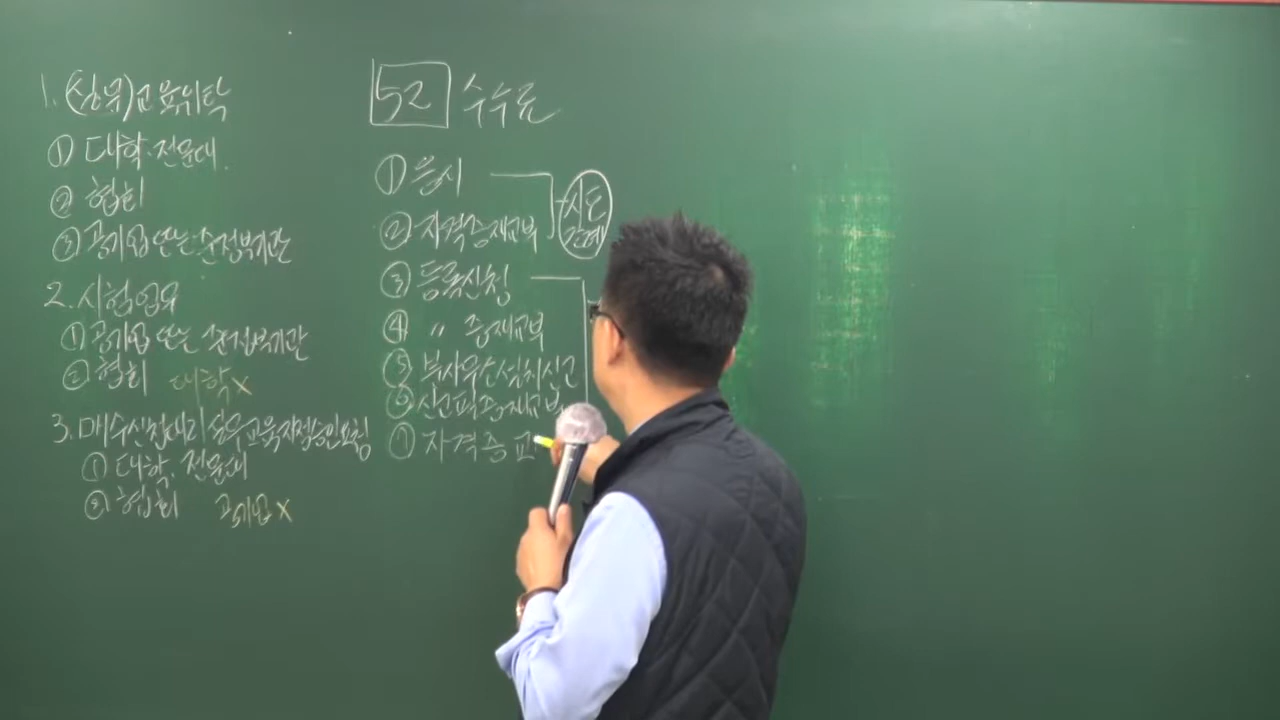 1. (실무)교육위탁
① 대학·전문대.
② 협회
③ 공기업 또는 준정부기관
2. 시험업무
① 공기업 또는 준정부기관
② 협회 대학×
3. 매수신청대리 실무교육지정승인요청
① 대학. 전문대
② 협회 공기업×
52 수수료
① 응시
② 자격증재교부
시도
조례
③ 등록신청
④ 〃 증재교부
⑤ 분사무소설치신고
⑥ 신고필증재교부
⑦ 자격증 교